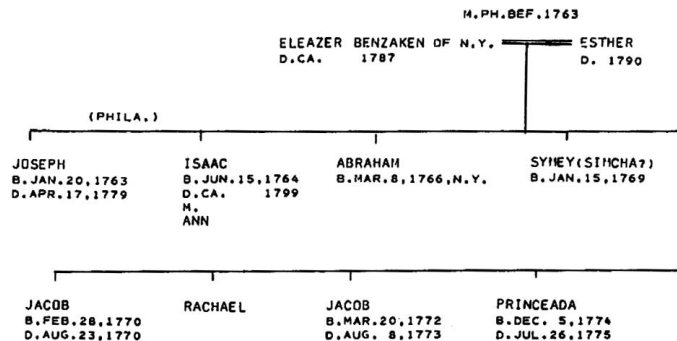 M.PH.BEF.1763
ELEAZER BENZAKEN OF N.Y. ESTHER
D.CA. 1787 D. 1790
(PHILA.)
JOSEPH ISAAC ABRAHAM SYMEY(SIMCHA?)
B.JAN.20,1763 B.JUN.15,1764 B.MAR.8,1766,N.Y. B.JAN.15,1769
D.APR.17,1779 D.CA. 1799
M.
ANN
JACOB RACHAEL JACOB PRINCEADA
B.FEB.28,1770 B.MAR.20,1772 B.DEC. 5,1774
D.AUG.23,1770 D.AUG. 8,1773 D.JUL.26,1775